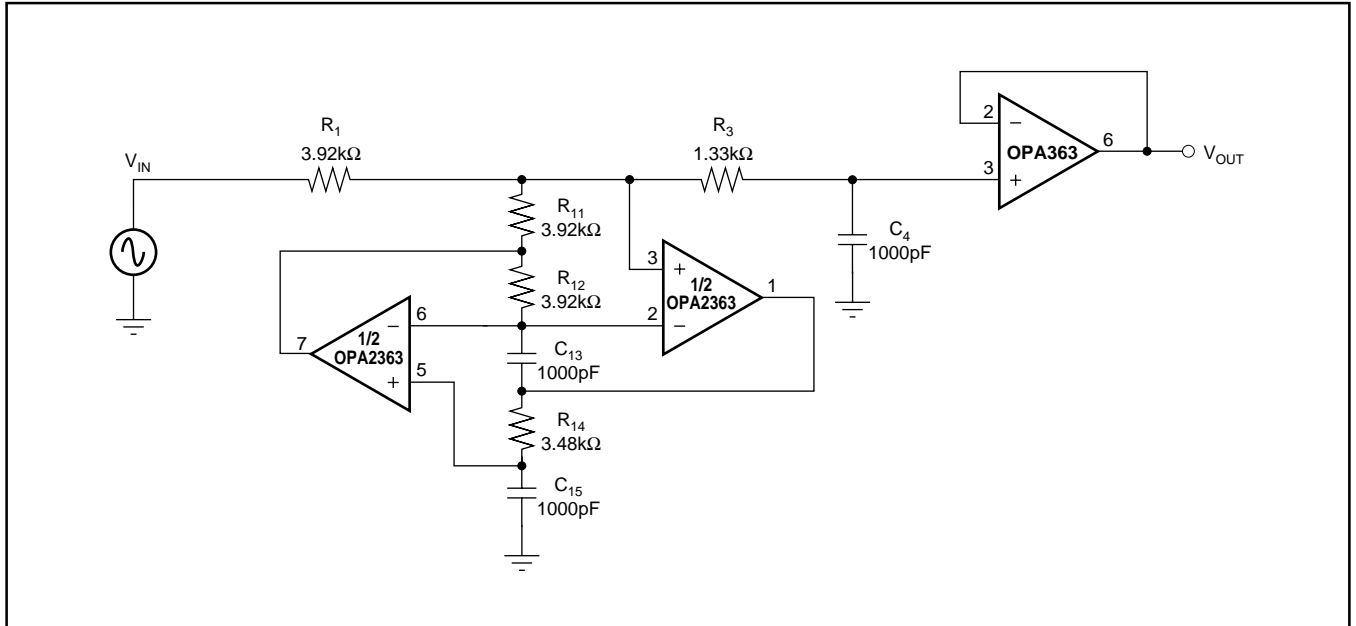 R1
3.92kΩ
VIN
R3
1.33kΩ
2
−
OPA363
3
+
6
VOUT
R11
3.92kΩ
R12
3.92kΩ
C4
1000pF
3
+
1/2
OPA2363
2
−
1
7
1/2
OPA2363
−
6
+
5
C13
1000pF
R14
3.48kΩ
C15
1000pF